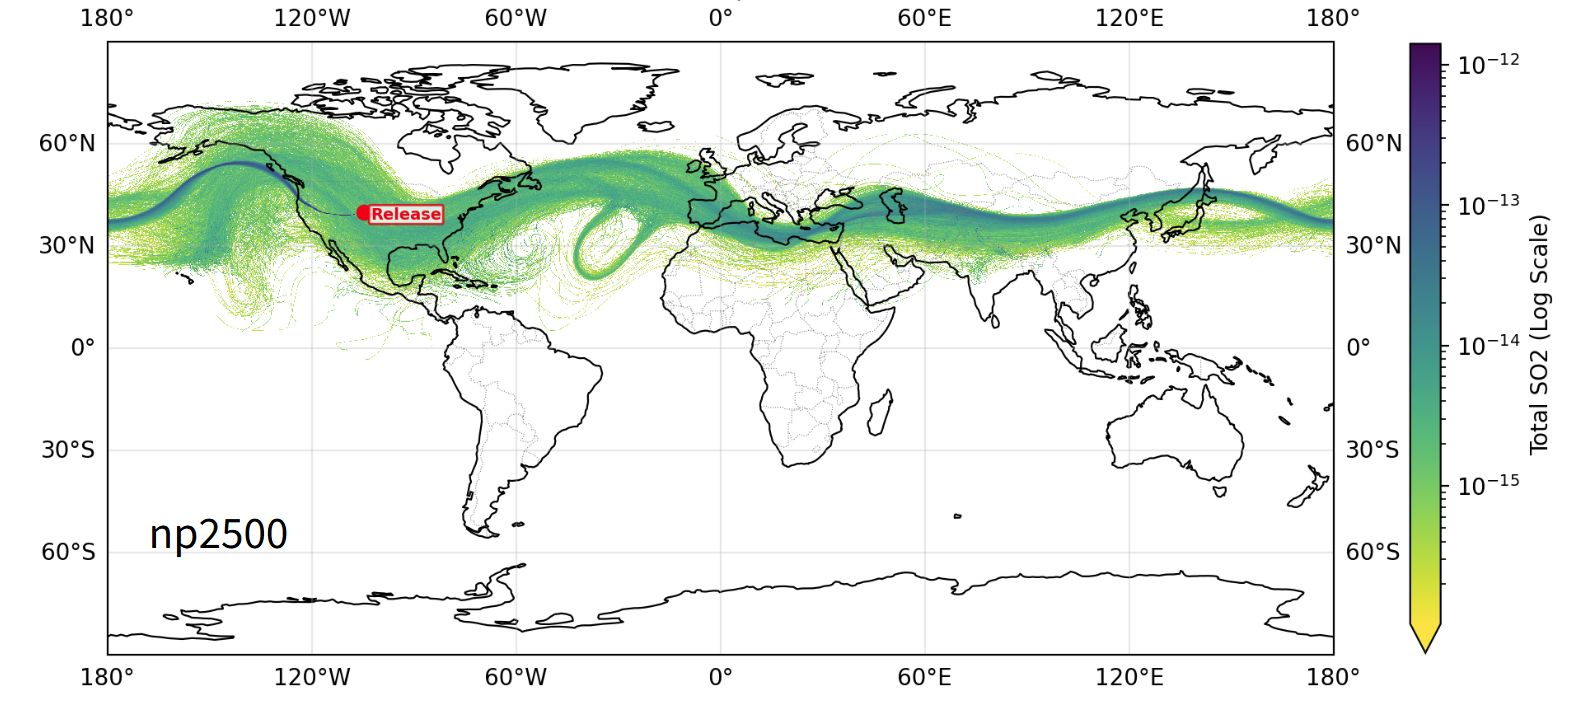 180° 120°W 60°W 0° 60°E 120°E 180°
10⁻¹²
60°N 60°N
10⁻¹³
Release
30°N 30°N
0° 0°
10⁻¹⁴
30°S 30°S
10⁻¹⁵
np2500
60°S 60°S
180° 120°W 60°W 0° 60°E 120°E 180°
Total SO2 (Log Scale)